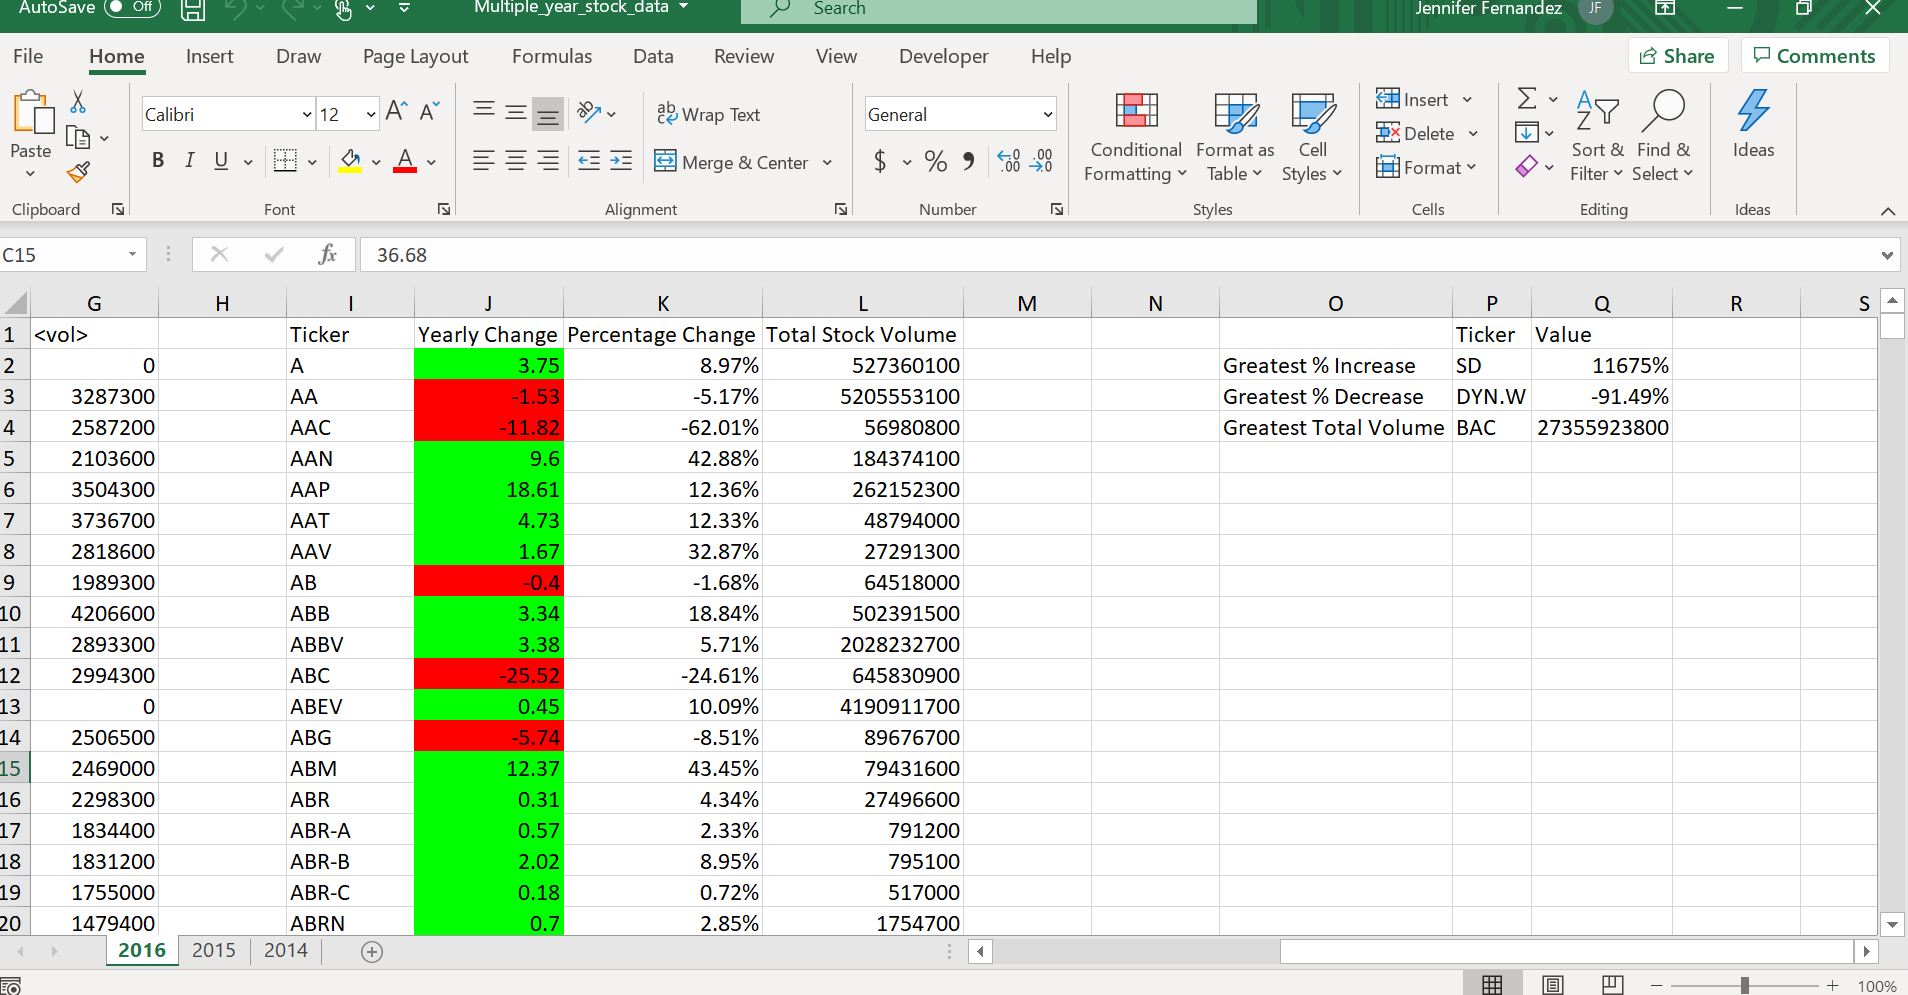 AutoSave Off Multiple_year_stock_data Search Jennifer Fernandez JF
File Home Insert Draw Page Layout Formulas Data Review View Developer Help Share Comments
Paste
Calibri 12
B I U
Wrap Text
Merge & Center
General
$ % 9
Conditional Formatting
Format as Table
Cell Styles
Insert
Delete
Format
Sort & Filter
Find & Select
Ideas
Clipboard Font Alignment Number Styles Cells Editing Ideas
C15 fx 36.68
G H I J K L M N O P Q R S
1 <vol> Ticker Yearly Change Percentage Change Total Stock Volume Ticker Value
2 0 A 3.75 8.97% 527360100 Greatest % Increase SD 11675%
3 3287300 AA -1.53 -5.17% 5205553100 Greatest % Decrease DYN.W -91.49%
4 2587200 AAC -11.82 -62.01% 56980800 Greatest Total Volume BAC 27355923800
5 2103600 AAN 9.6 42.88% 184374100
6 3504300 AAP 18.61 12.36% 262152300
7 3736700 AAT 4.73 12.33% 48794000
8 2818600 AAV 1.67 32.87% 27291300
9 1989300 AB -0.4 -1.68% 64518000
10 4206600 ABB 3.34 18.84% 502391500
11 2893300 ABBV 3.38 5.71% 2028232700
12 2994300 ABC -25.52 -24.61% 645830900
13 0 ABEV 0.45 10.09% 4190911700
14 2506500 ABG -5.74 -8.51% 89676700
15 2469000 ABM 12.37 43.45% 79431600
16 2298300 ABR 0.31 4.34% 27496600
17 1834400 ABR-A 0.57 2.33% 791200
18 1831200 ABR-B 2.02 8.95% 795100
19 1755000 ABR-C 0.18 0.72% 517000
20 1479400 ABRN 0.7 2.85% 1754700
2016 2015 2014
100%